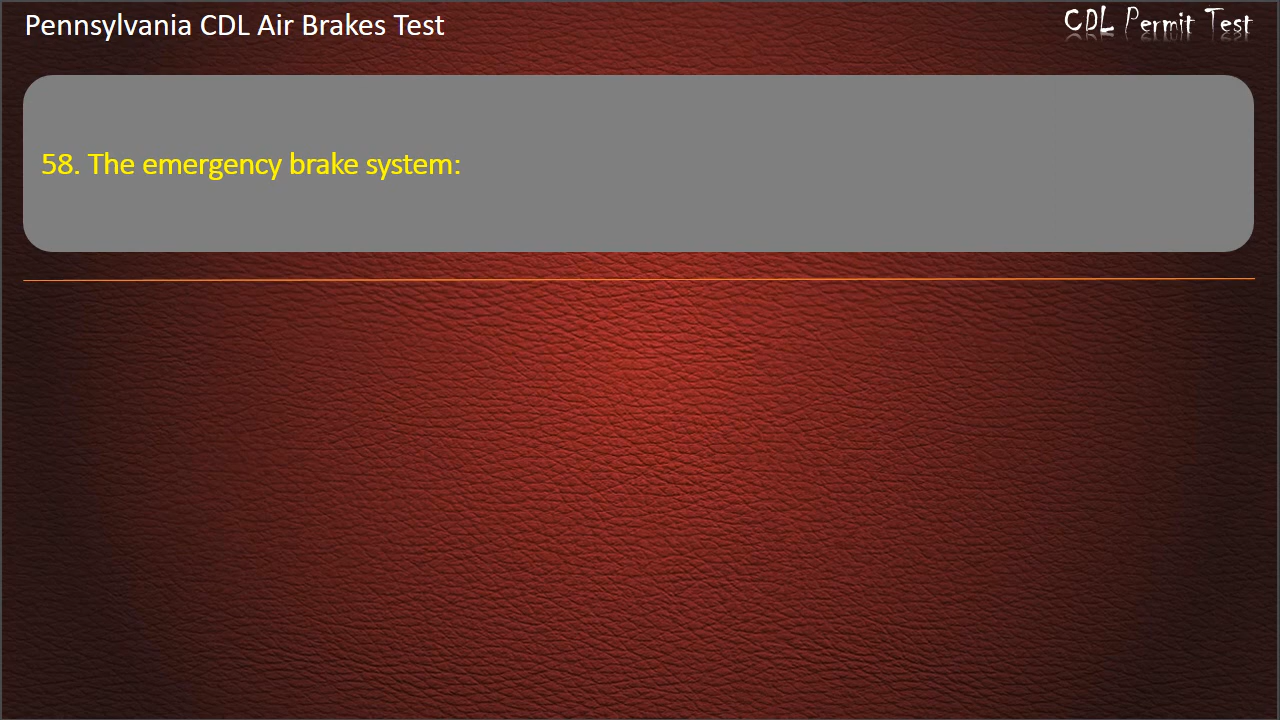 Pennsylvania CDL Air Brakes Test
CDL Permit Test
58. The emergency brake system: